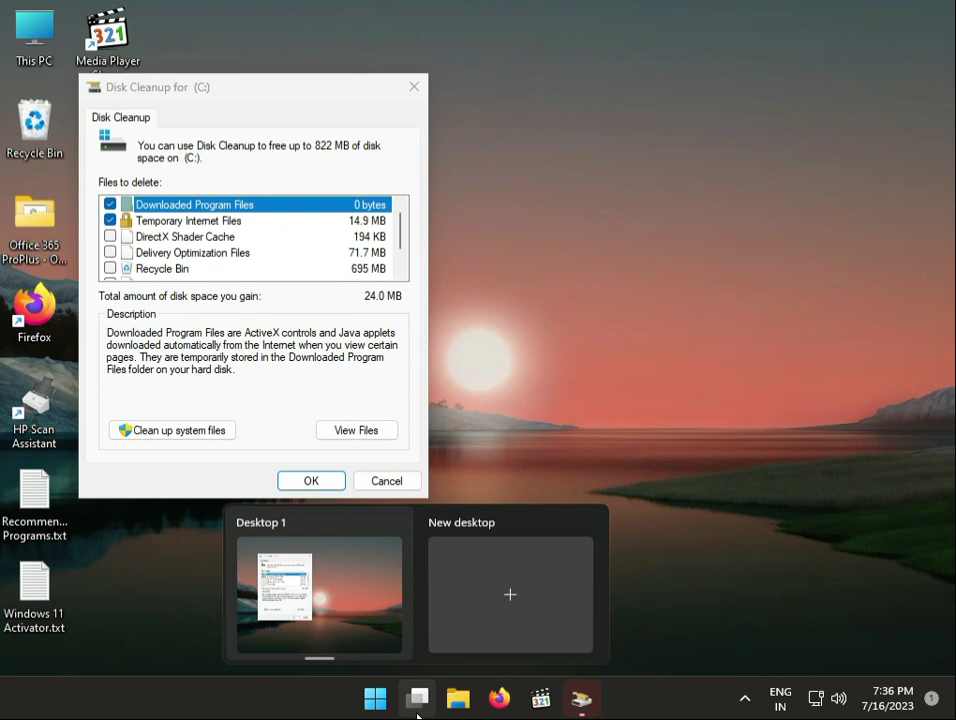 This PC
321
Media Player
Recycle Bin
Office 365
ProPlus - O...
Firefox
HP Scan
Assistant
Recommen...
Programs.txt
Windows 11
Activator.txt
Disk Cleanup for  (C:)
Disk Cleanup
You can use Disk Cleanup to free up to 822 MB of disk
space on  (C:).
Files to delete:
Downloaded Program Files 0 bytes
Temporary Internet Files 14.9 MB
DirectX Shader Cache 194 KB
Delivery Optimization Files 71.7 MB
Recycle Bin 695 MB
Total amount of disk space you gain: 24.0 MB
Description
Downloaded Program Files are ActiveX controls and Java applets
downloaded automatically from the Internet when you view certain
pages. They are temporarily stored in the Downloaded Program
Files folder on your hard disk.
Clean up system files
View Files
OK
Cancel
Desktop 1
New desktop
321
ENG
IN
7:36 PM
7/16/2023
1